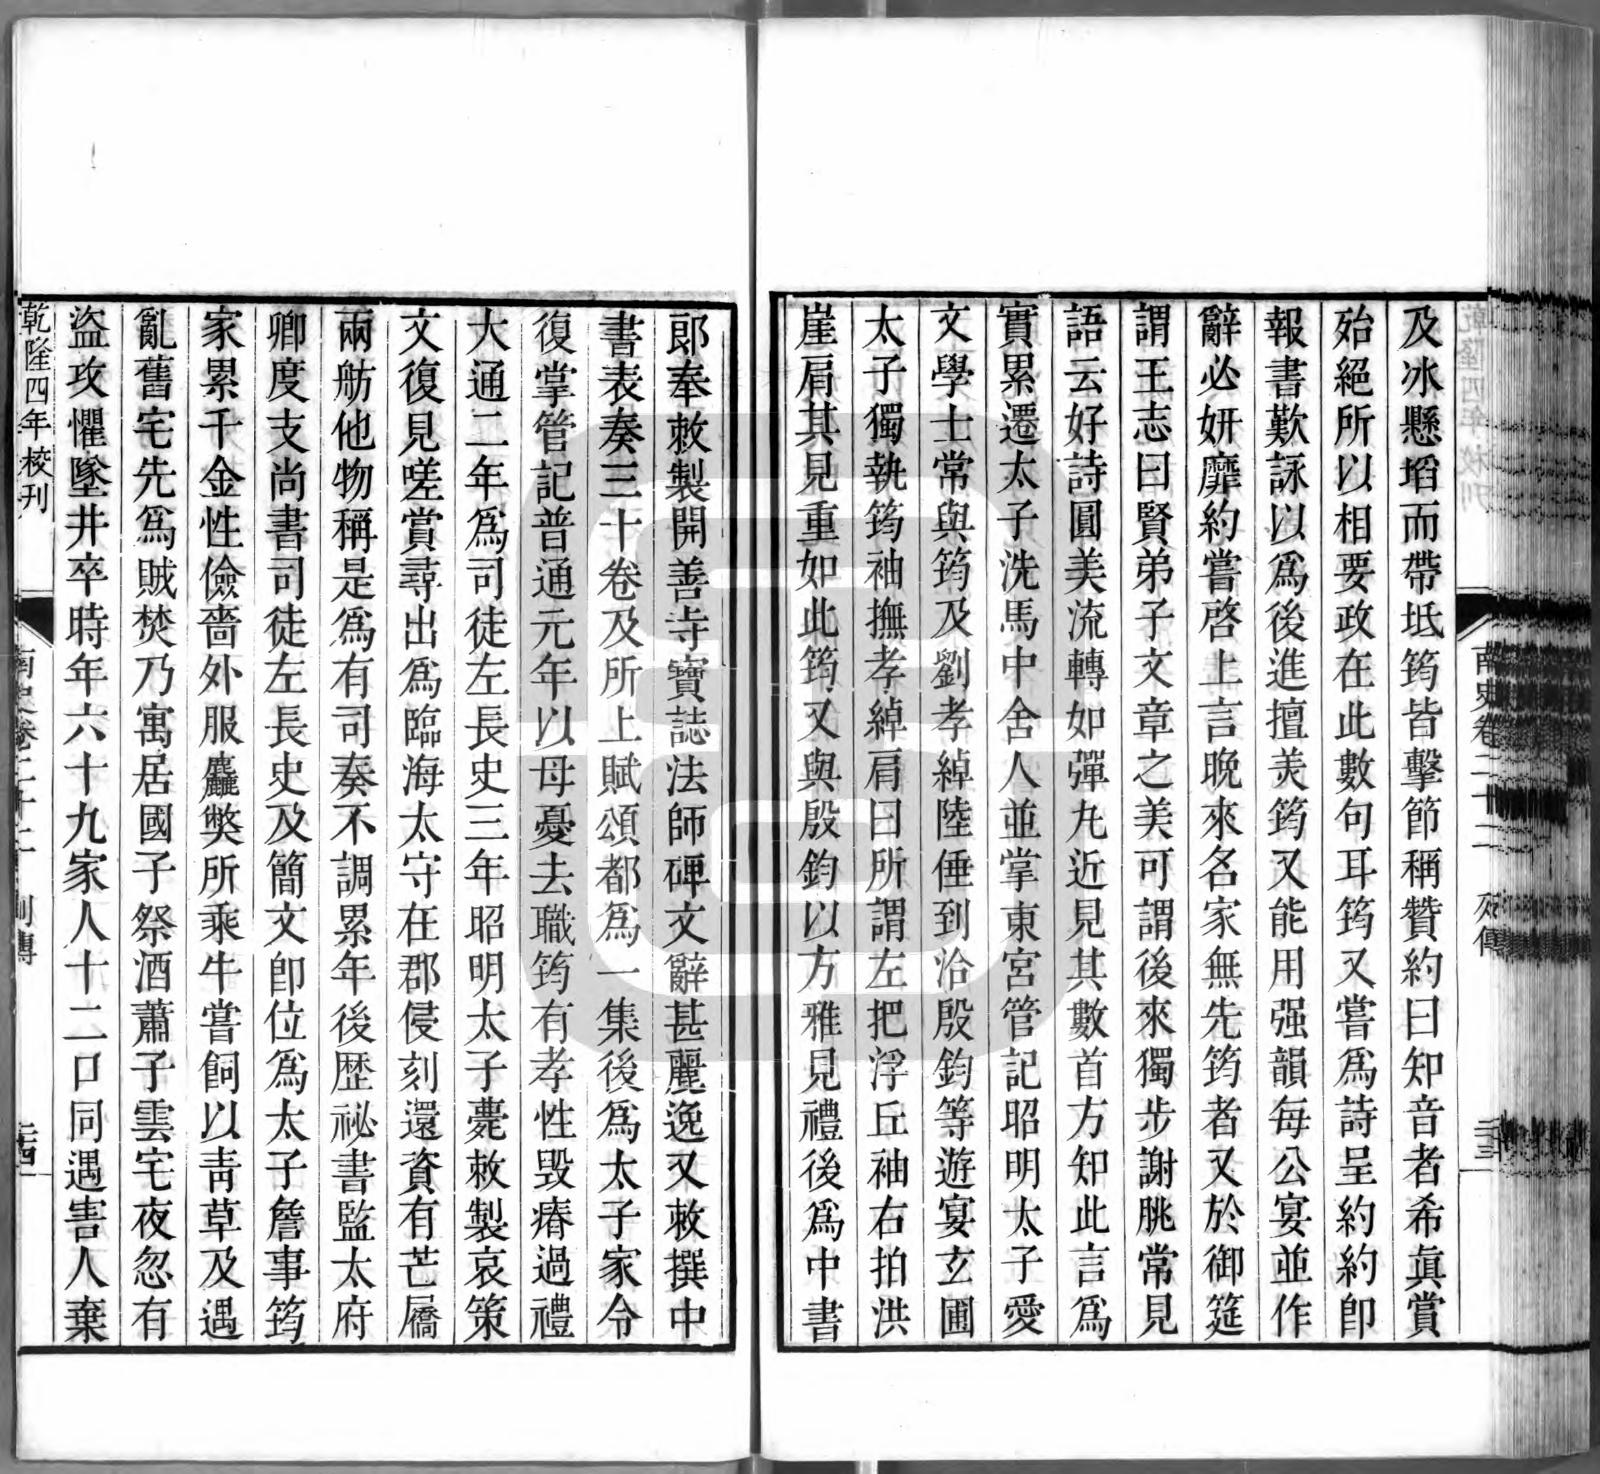 及冰懸埳而帶坻筠皆擊節稱贊約曰知音者希眞賞
殆絕所以相要政在此數句耳筠又嘗爲詩呈約約卽
報書歎詠以爲後進擅美筠又能用强韻每公宴並作
辭必妍靡約嘗啓上言晚來名家無先筠者又於御筵
謂王志曰賢弟子文章之美可謂後來獨步謝朓常見
語云好詩圓美流轉如彈丸近見其數首方知此言爲
實累遷太子洗馬中舍人並掌東宮管記昭明太子愛
文學士常與筠及劉孝綽陸倕到洽殷鈞等遊宴玄圃
太子獨執筠袖撫孝綽肩曰所謂左把浮丘袖右拍洪
崖肩其見重如此筠又與殷鈞以方雅見禮後爲中書
郞奉敕製開善寺寶誌法師碑文辭甚麗逸又敕撰中
書表奏三十卷及所上賦頌都爲一集後爲太子家令
復掌管記普通元年以母憂去職筠有孝性毀瘠過禮
大通二年爲司徒左長史三年昭明太子薨敕製哀策
文復見嗟賞尋出爲臨海太守在郡侵刻還資有芒屩
兩舫他物稱是爲有司奏不調累年後歴祕書監太府
卿度支尚書司徒左長史及簡文卽位爲太子詹事筠
家累千金性儉嗇外服麤獘所乘牛嘗飼以靑草及遇
亂舊宅先爲賊焚乃寓居國子祭酒蕭子雲宅夜忽有
盜攻懼墜井卒時年六十九家人十二口同遇害人棄
乾隆四年校刊
南史卷二十二 列傳